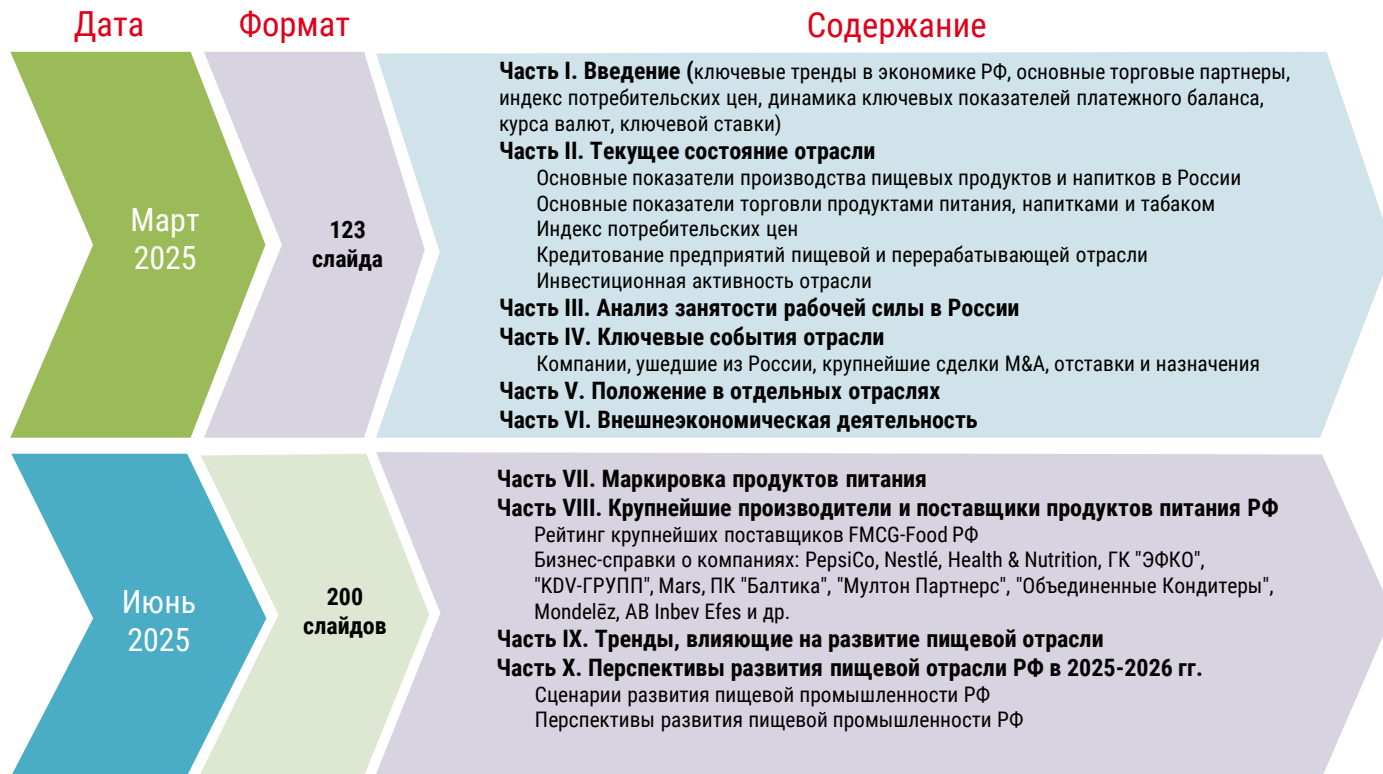 Дата
Формат
Содержание
Март
2025
123
слайда
Часть I. Введение (ключевые тренды в экономике РФ, основные торговые партнеры,
индекс потребительских цен, динамика ключевых показателей платежного баланса,
курса валют, ключевой ставки)
Часть II. Текущее состояние отрасли
Основные показатели производства пищевых продуктов и напитков в России
Основные показатели торговли продуктами питания, напитками и табаком
Индекс потребительских цен
Кредитование предприятий пищевой и перерабатывающей отрасли
Инвестиционная активность отрасли
Часть III. Анализ занятости рабочей силы в России
Часть IV. Ключевые события отрасли
Компании, ушедшие из России, крупнейшие сделки M&A, отставки и назначения
Часть V. Положение в отдельных отраслях
Часть VI. Внешнеэкономическая деятельность
Июнь
2025
200
слайдов
Часть VII. Маркировка продуктов питания
Часть VIII. Крупнейшие производители и поставщики продуктов питания РФ
Рейтинг крупнейших поставщиков FMCG-Food РФ
Бизнес-справки о компаниях: PepsiCo, Nestlé, Health & Nutrition, ГК "ЭФКО",
"KDV-ГРУПП", Mars, ПК "Балтика", "Мултон Партнерс", "Объединенные Кондитеры",
Mondelēz, AB Inbev Efes и др.
Часть IX. Тренды, влияющие на развитие пищевой отрасли
Часть X. Перспективы развития пищевой отрасли РФ в 2025-2026 гг.
Сценарии развития пищевой промышленности РФ
Перспективы развития пищевой промышленности РФ